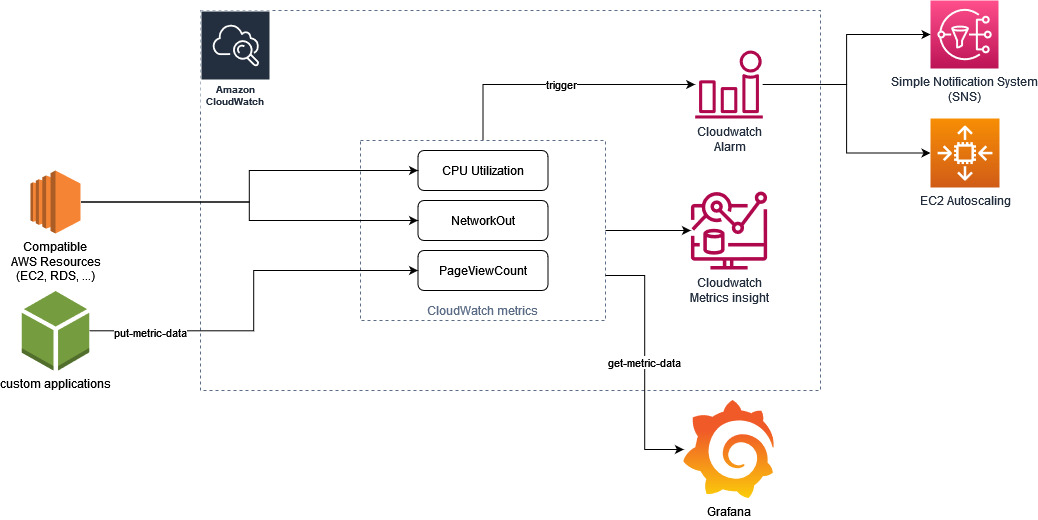 Amazon
CloudWatch
trigger
Cloudwatch
Alarm
Simple Notification System
(SNS)
EC2 Autoscaling
CPU Utilization
NetworkOut
PageViewCount
CloudWatch metrics
Compatible
AWS Resources
(EC2, RDS, ...)
put-metric-data
custom applications
Cloudwatch
Metrics insight
get-metric-data
Grafana